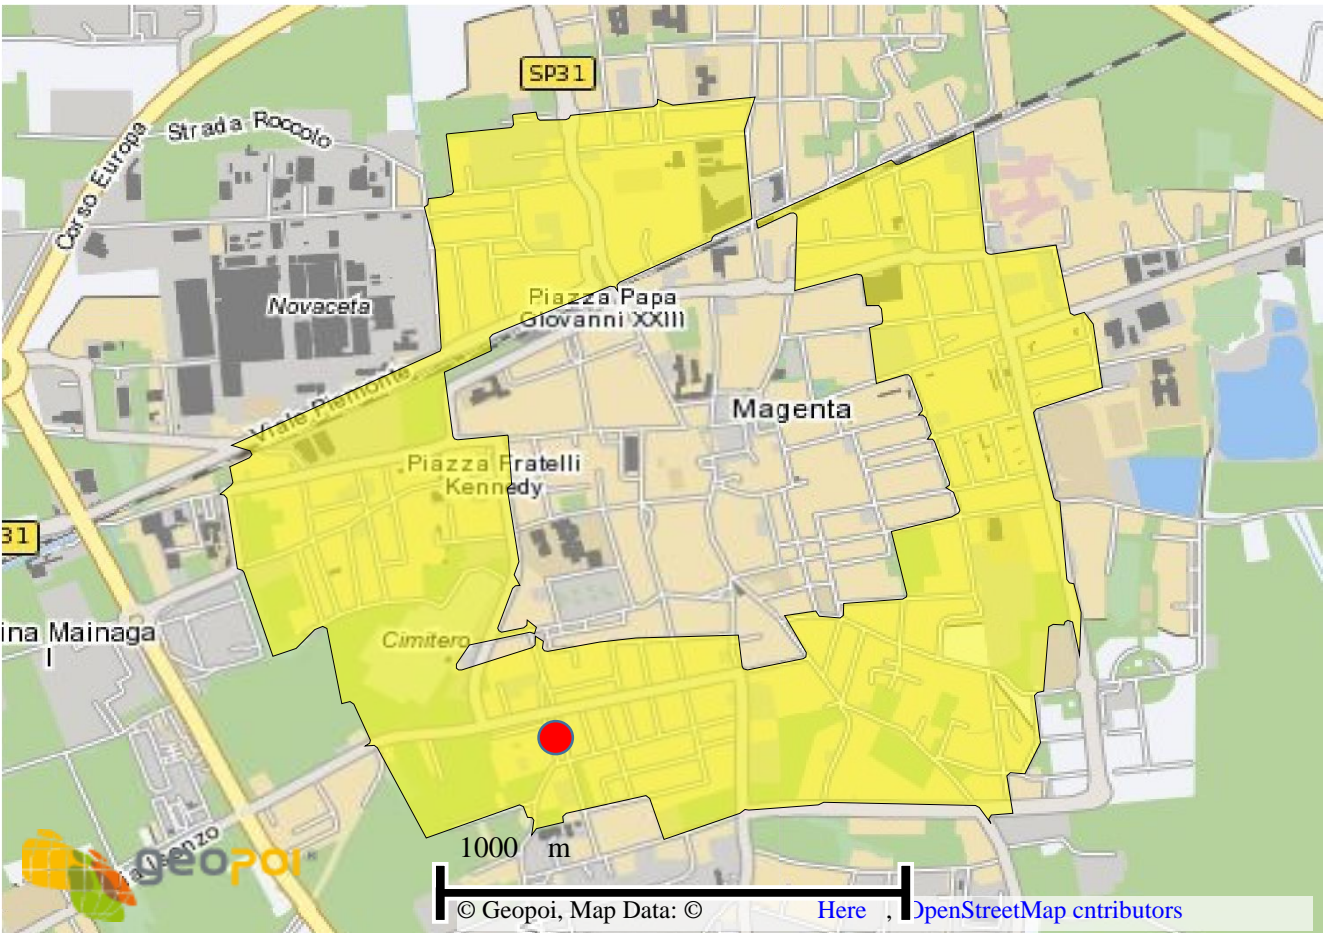 SP31
Strada Roccolo
Corso Europa
Novaceta
Piazza Papa
Giovanni XXIII
Viale Piemonte
Magenta
Piazza Fratelli
Kennedy
31
ina Mainaga
I
Cimitero
geopoi
1000 m
© Geopoi, Map Data: © Here , OpenStreetMap cntributors